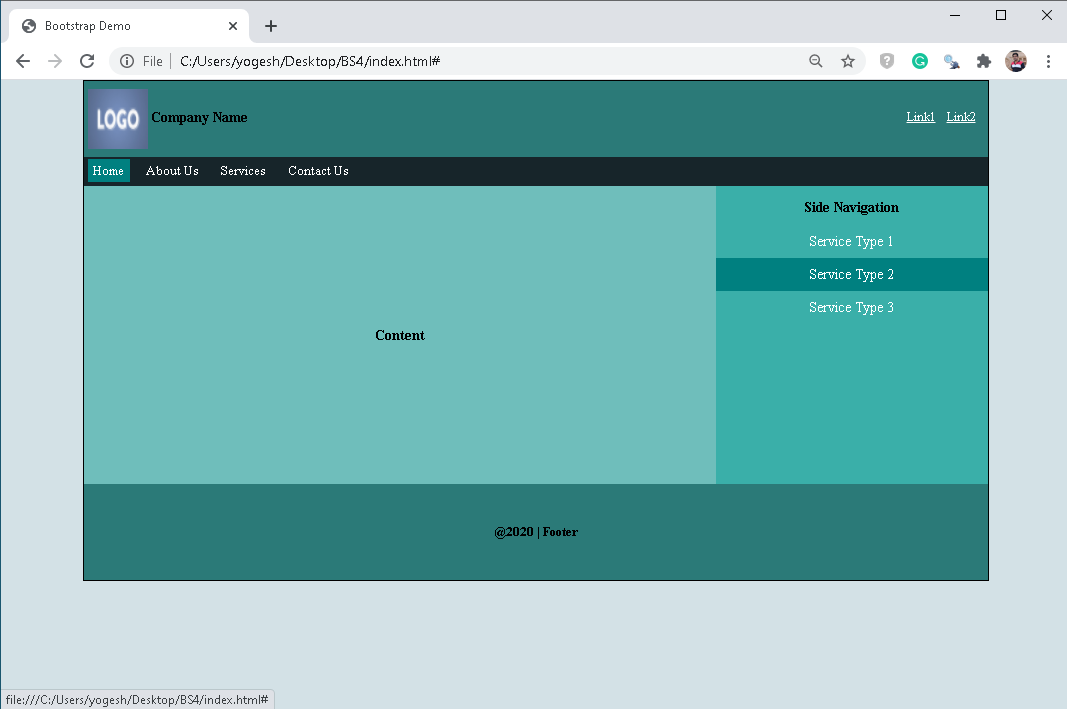 Bootstrap Demo
File | C:/Users/yogesh/Desktop/BS4/index.html#
LOGO Company Name Link1 Link2
Home About Us Services Contact Us
Side Navigation
Service Type 1
Service Type 2
Service Type 3
Content
@2020 | Footer
file:///C:/Users/yogesh/Desktop/BS4/index.html#